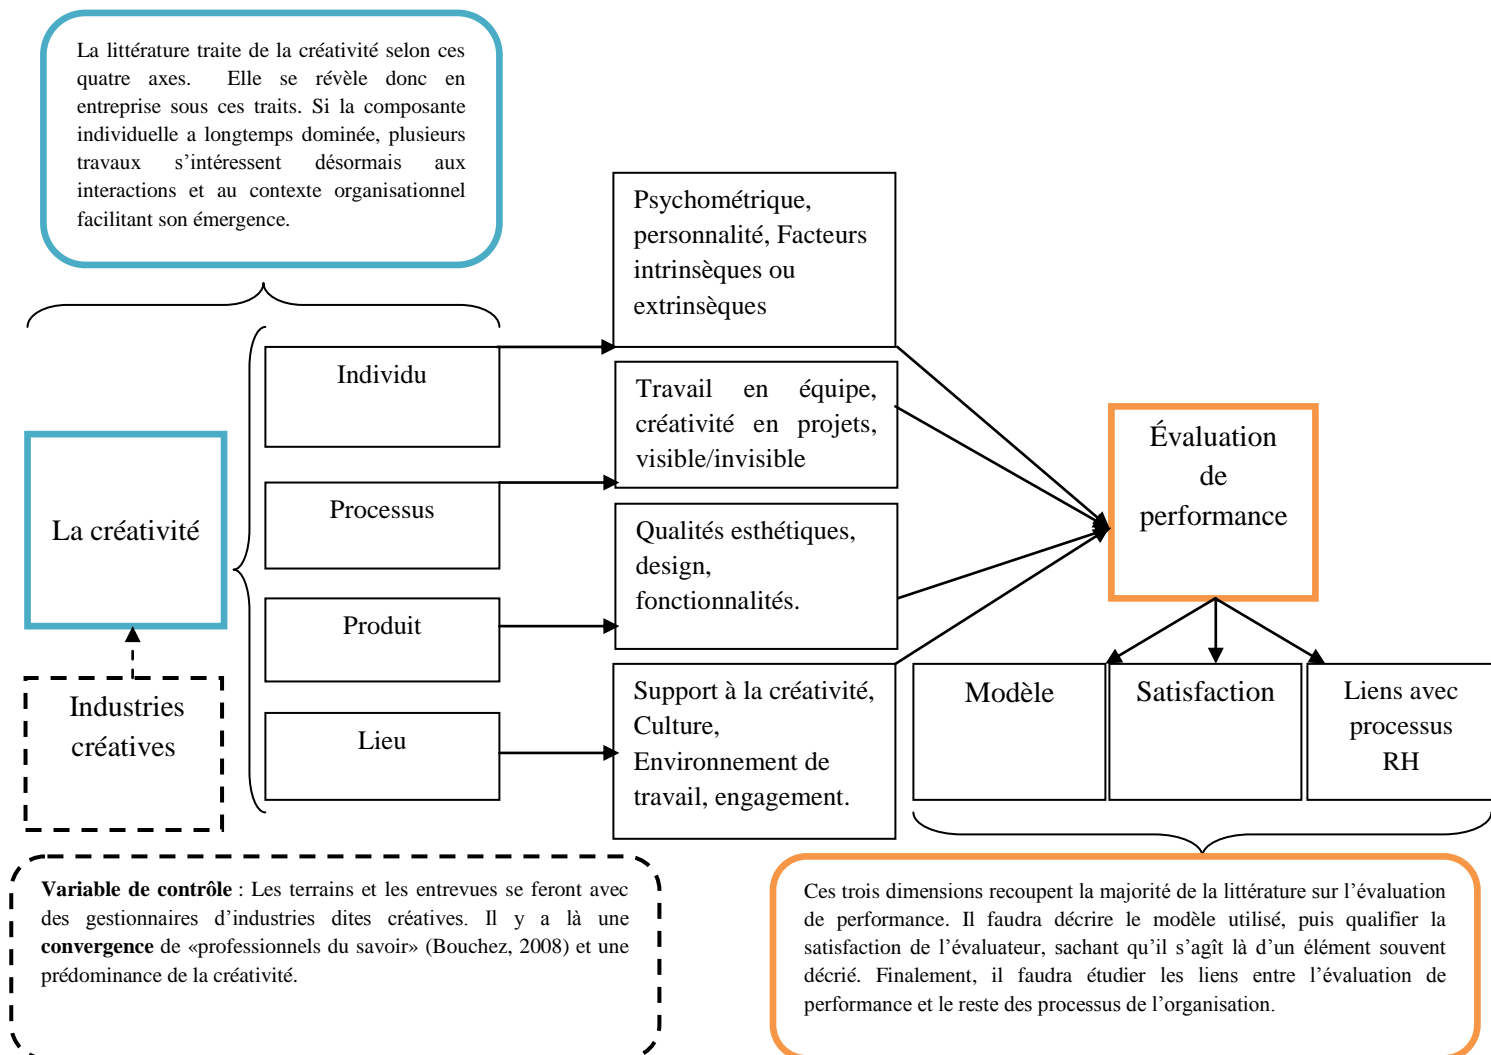 La littérature traite de la créativité selon ces
quatre axes. Elle se révèle donc en
entreprise sous ces traits. Si la composante
individuelle a longtemps dominée, plusieurs
travaux s'intéressent désormais aux
interactions et au contexte organisationnel
facilitant son émergence.
Psychométrique,
personnalité, Facteurs
intrinsèques ou
extrinsèques
Individu
Travail en équipe,
créativité en projets,
visible/invisible
Évaluation
de
performance
La créativité
Processus
Qualités esthétiques,
design,
fonctionnalités.
Produit
Industries
créatives
Lieu
Support à la créativité,
Culture,
Environnement de
travail, engagement.
Modèle
Satisfaction
Liens avec
processus
RH
Variable de contrôle : Les terrains et les entrevues se feront avec
des gestionnaires d'industries dites créatives. Il y a là une
convergence de «professionnels du savoir» (Bouchez, 2008) et une
prédominance de la créativité.
Ces trois dimensions recoupent la majorité de la littérature sur l'évaluation
de performance. Il faudra décrire le modèle utilisé, puis qualifier la
satisfaction de l'évaluateur, sachant qu'il s'agît là d'un élément souvent
décrié. Finalement, il faudra étudier les liens entre l'évaluation de
performance et le reste des processus de l'organisation.